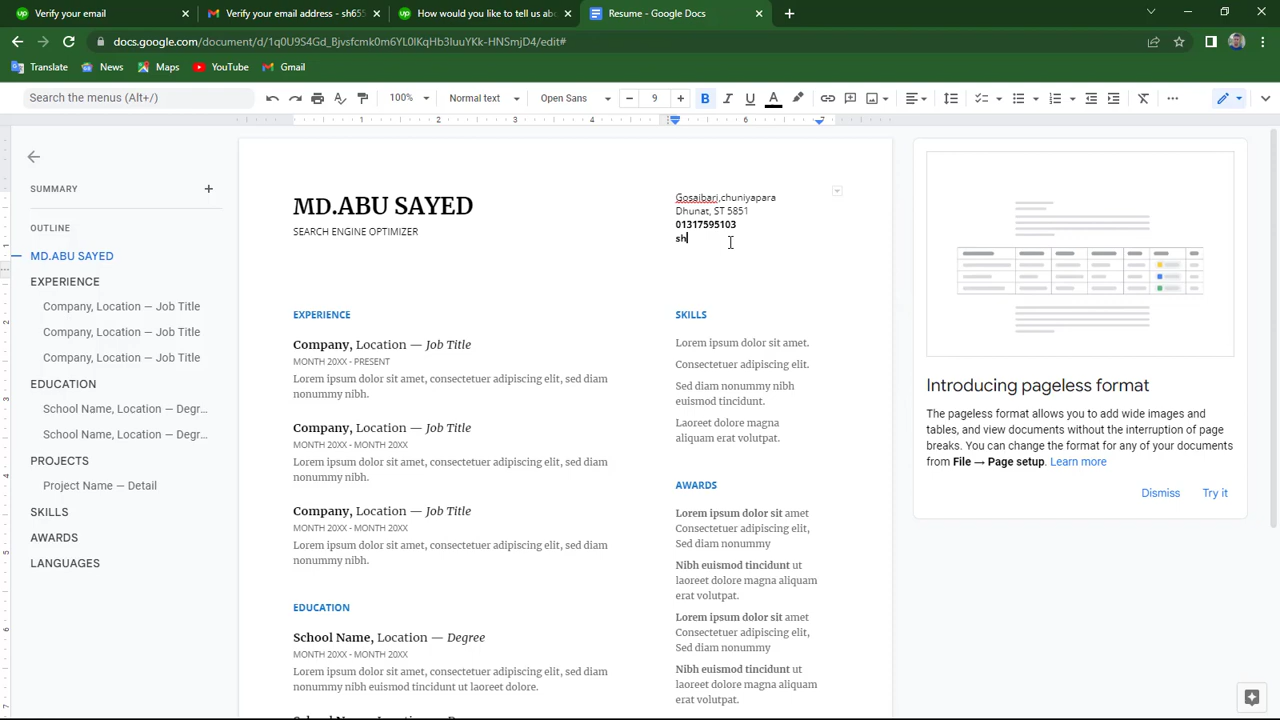 Verify your email - Upwork
Verify your email address - sh655
How would you like to tell us abo
Resume - Google Docs
docs.google.com/document/d/1q0U9S4Gd_Bjvsfcmk0m6YL0lKqHb3IuuYkk-HNSmjD4/edit#
Translate
News
Maps
YouTube
Gmail
Search the menus (Alt+/)
100%
Normal text
Open Sans
9
B
I
U
A
1
2
3
4
5
6
7
SUMMARY
OUTLINE
MD.ABU SAYED
EXPERIENCE
Company, Location — Job Title
Company, Location — Job Title
Company, Location — Job Title
EDUCATION
School Name, Location — Degr...
School Name, Location — Degr...
PROJECTS
Project Name — Detail
SKILLS
AWARDS
LANGUAGES
MD.ABU SAYED
SEARCH ENGINE OPTIMIZER
Gosaibari,chuniyapara
Dhunat, ST 5851
01317595103
sh
EXPERIENCE
Company, Location — Job Title
MONTH 20XX - PRESENT
Lorem ipsum dolor sit amet, consectetuer adipiscing elit, sed diam
nonummy nibh.
Company, Location — Job Title
MONTH 20XX - MONTH 20XX
Lorem ipsum dolor sit amet, consectetuer adipiscing elit, sed diam
nonummy nibh.
Company, Location — Job Title
MONTH 20XX - MONTH 20XX
Lorem ipsum dolor sit amet, consectetuer adipiscing elit, sed diam
nonummy nibh.
EDUCATION
School Name, Location — Degree
MONTH 20XX - MONTH 20XX
Lorem ipsum dolor sit amet, consectetuer adipiscing elit, sed diam
nonummy nibh euismod tincidunt ut laoreet dolore.
SKILLS
Lorem ipsum dolor sit amet.
Consectetuer adipiscing elit.
Sed diam nonummy nibh
euismod tincidunt.
Laoreet dolore magna
aliquam erat volutpat.
AWARDS
Lorem ipsum dolor sit amet
Consectetuer adipiscing elit,
Sed diam nonummy
Nibh euismod tincidunt ut
laoreet dolore magna aliquam
erat volutpat.
Lorem ipsum dolor sit amet
Consectetuer adipiscing elit,
Sed diam nonummy
Nibh euismod tincidunt ut
laoreet dolore magna aliquam
erat volutpat.
Introducing pageless format
The pageless format allows you to add wide images and
tables, and view documents without the interruption of page
breaks. You can change the format for any of your documents
from File → Page setup. Learn more
Dismiss
Try it